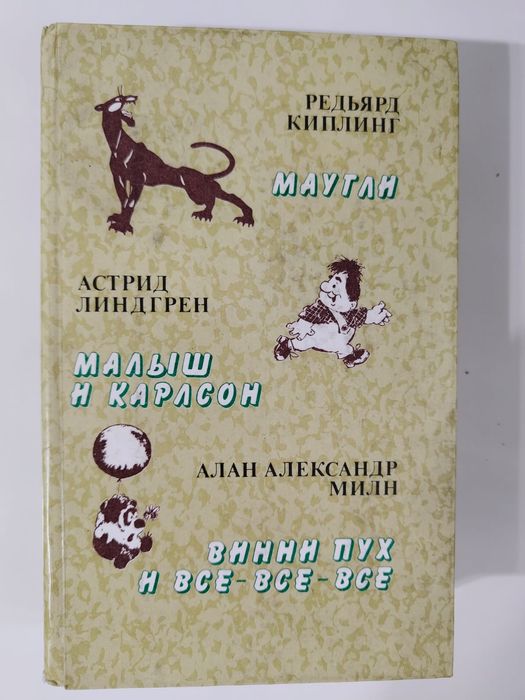 РЕДЬЯРД
КИПЛИНГ
МАУГЛИ
АСТРИД
ЛИНДГРЕН
МАЛЫШ
И КАРЛСОН
АЛАН АЛЕКСАНДР
МИЛН
ВИННИ ПУХ
И ВСЕ-ВСЕ-ВСЕ